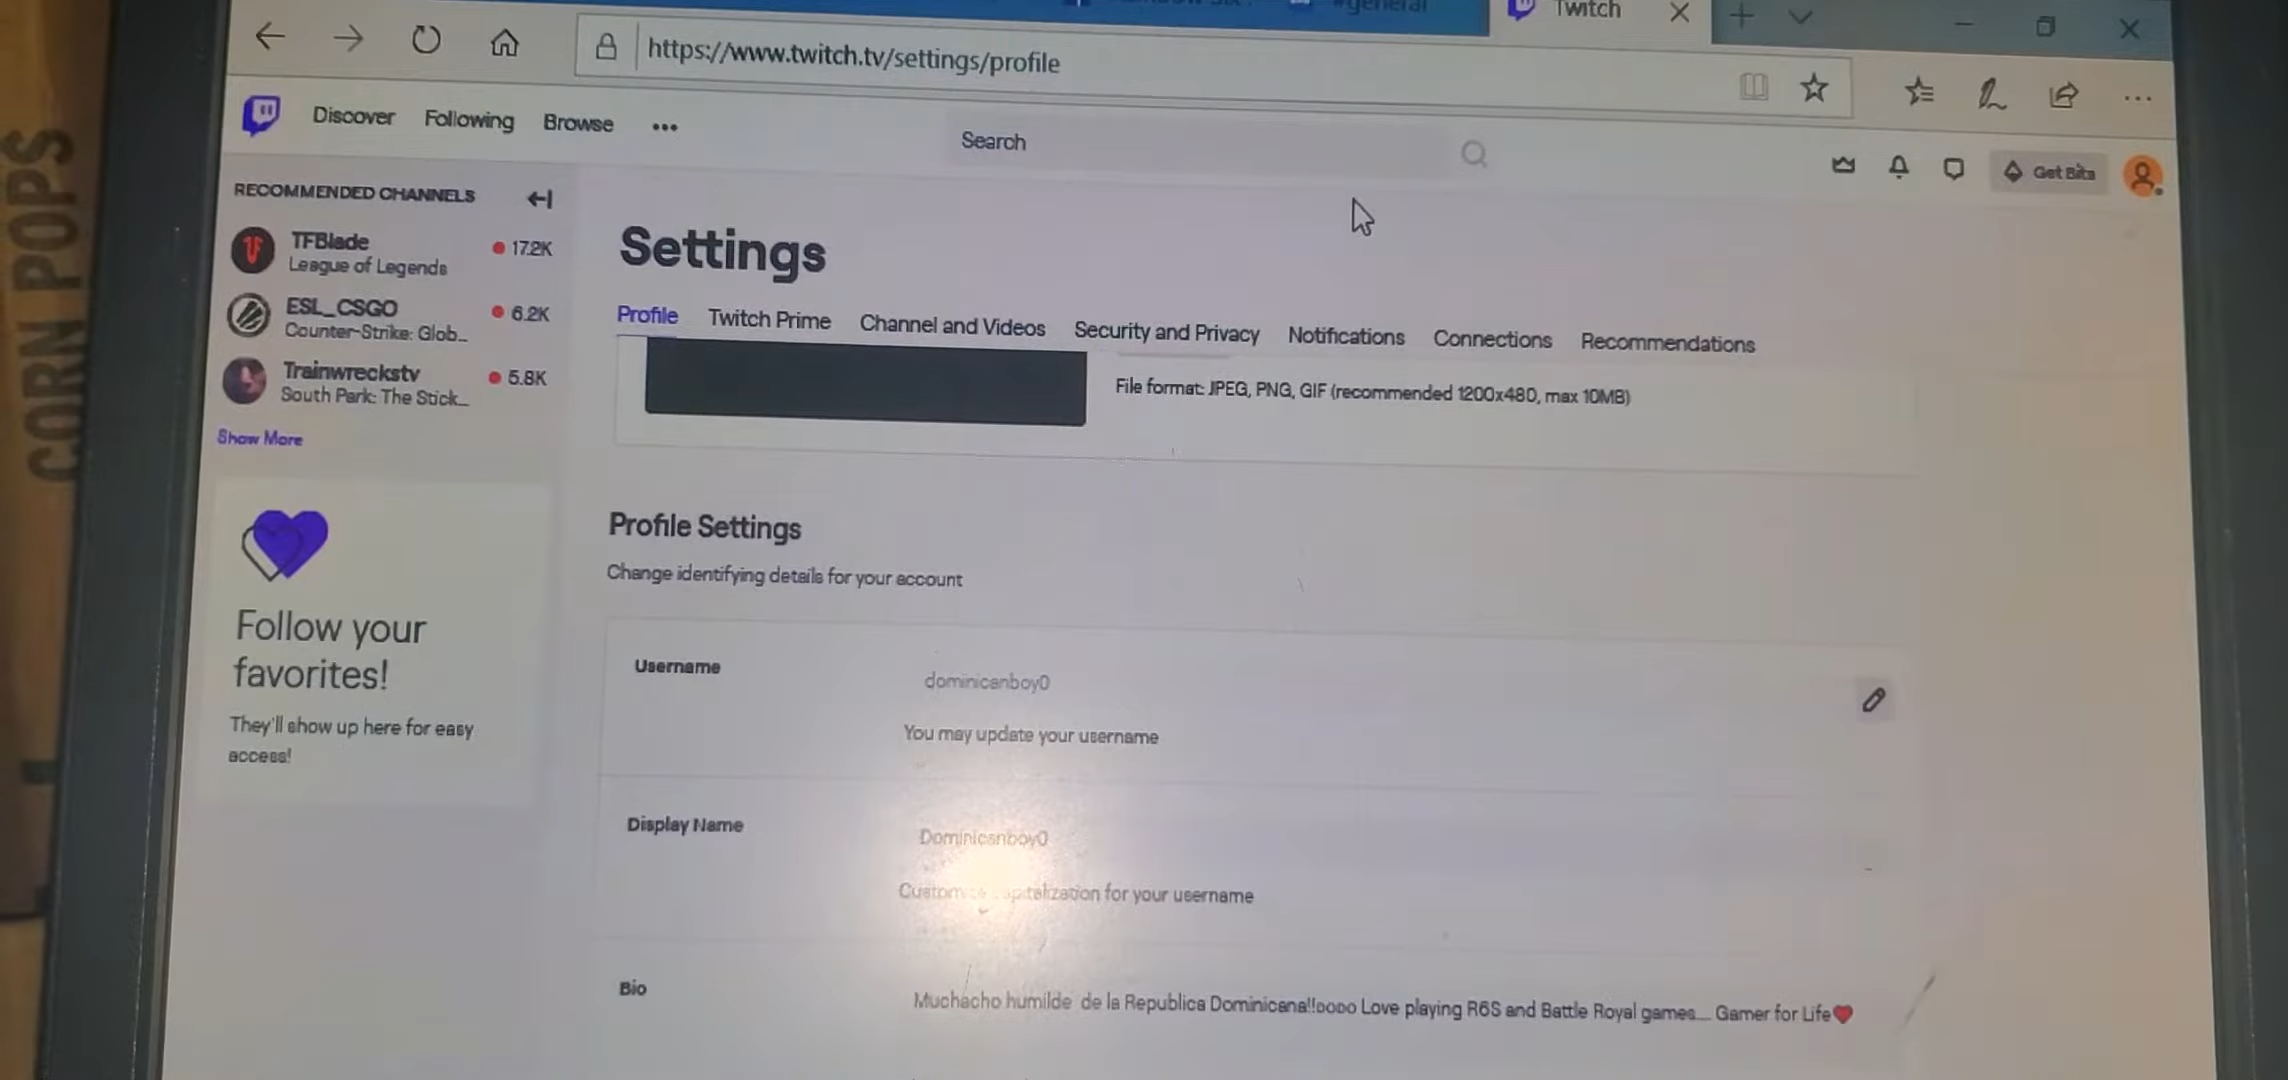 #general
Twitch
https://www.twitch.tv/settings/profile
Discover Following Browse ...
Search
Get Bits
CORN POPS
RECOMMENDED CHANNELS
TFBlade 17.2K
League of Legends
ESL_CSGO 6.2K
Counter-Strike: Glob...
Trainwreckstv 5.8K
South Park: The Stick...
Show More
Follow your
favorites!
They'll show up here for easy
access!
Settings
Profile Twitch Prime Channel and Videos Security and Privacy Notifications Connections Recommendations
File format: JPEG, PNG, GIF (recommended 1200x480, max 10MB)
Profile Settings
Change identifying details for your account
Username
dominicanboy0
You may update your username
Display Name
Dominicanboy0
capitalization for your username
Bio
Muchacho humilde de la Republica Dominicana!!oooo Love playing R6S and Battle Royal games.... Gamer for Life❤